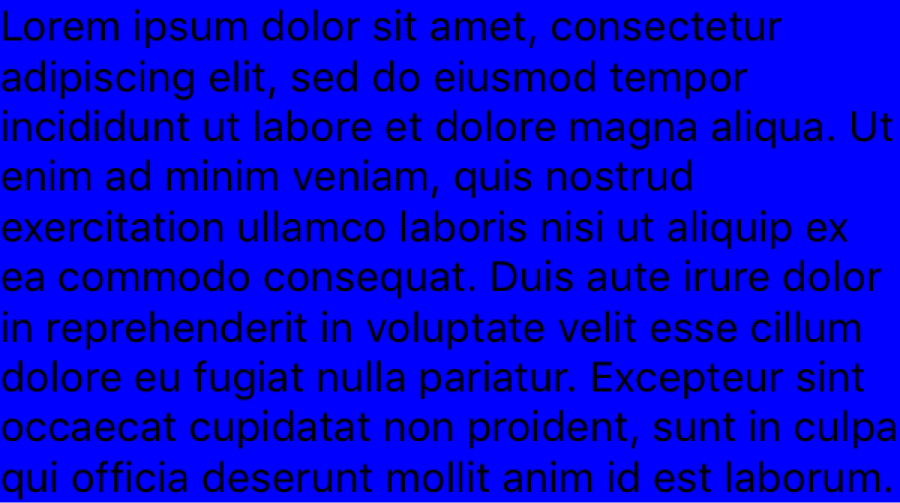 Lorem ipsum dolor sit amet, consectetur
adipiscing elit, sed do eiusmod tempor
incididunt ut labore et dolore magna aliqua. Ut
enim ad minim veniam, quis nostrud
exercitation ullamco laboris nisi ut aliquip ex
ea commodo consequat. Duis aute irure dolor
in reprehenderit in voluptate velit esse cillum
dolore eu fugiat nulla pariatur. Excepteur sint
occaecat cupidatat non proident, sunt in culpa
qui officia deserunt mollit anim id est laborum.